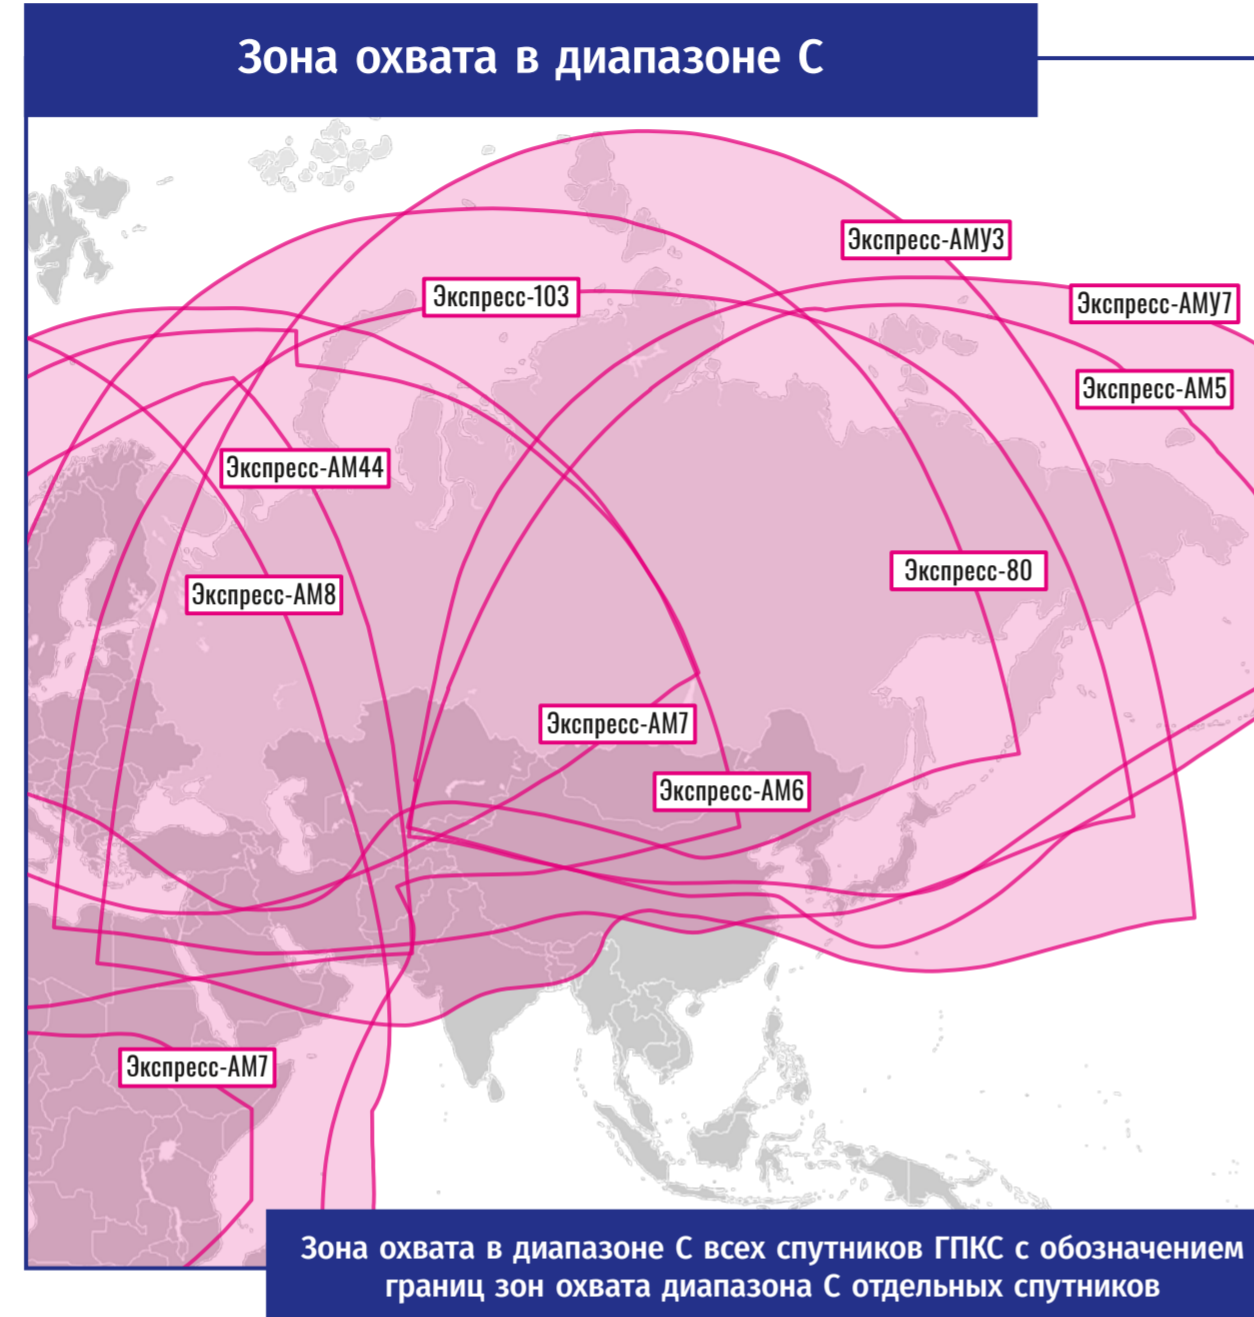 Зона охвата в диапазоне С
Экспресс-АМУ3
Экспресс-103
Экспресс-АМУ7
Экспресс-АМ5
Экспресс-АМ44
Экспресс-80
Экспресс-АМ8
Экспресс-АМ7
Экспресс-АМ6
Экспресс-АМ7
Зона охвата в диапазоне С всех спутников ГПКС с обозначением
границ зон охвата диапазона С отдельных спутников